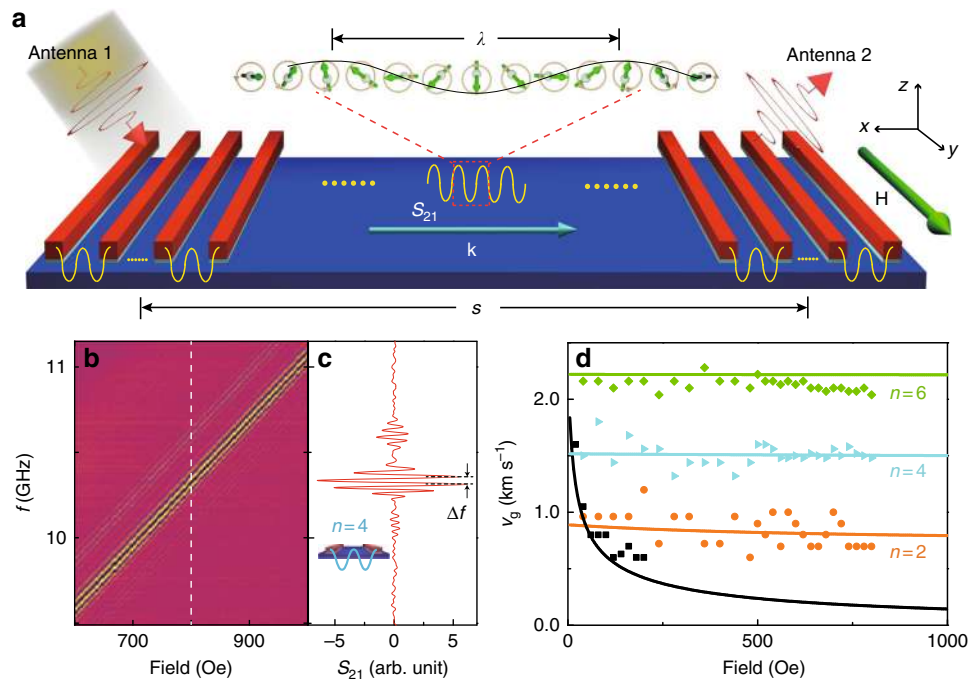 a
λ
Antenna 1
Antenna 2
z
x
y
H
S21
k
s
b
c
d
11
10
f (GHz)
700
900
Field (Oe)
Δf
n=4
−5
0
5
S21 (arb. unit)
2.0
1.0
0.0
vg (km s−1)
n=6
n=4
n=2
0
500
1000
Field (Oe)